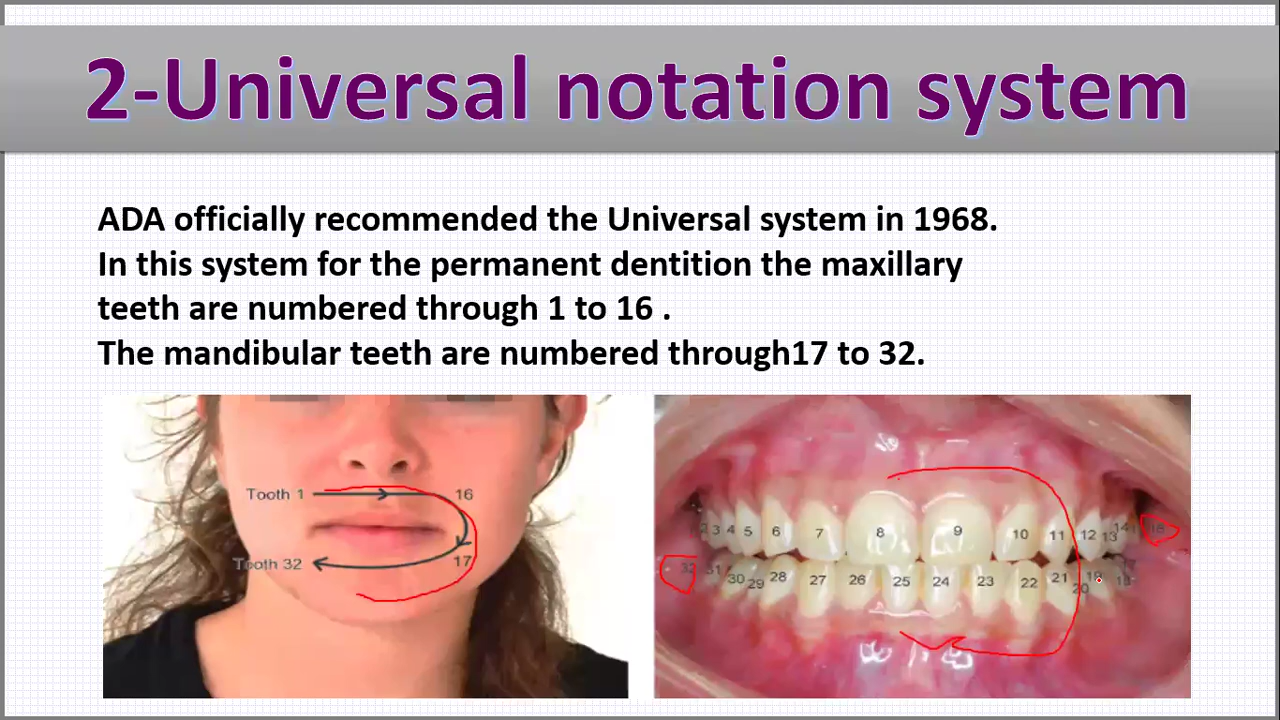 2-Universal notation system
ADA officially recommended the Universal system in 1968.
In this system for the permanent dentition the maxillary
teeth are numbered through 1 to 16 .
The mandibular teeth are numbered through17 to 32.
Tooth 1
16
Tooth 32
17
2 3 4 5 6 7 8 9 10 11 12 13 14
32 31 30 29 28 27 26 25 24 23 22 21 20 19 18